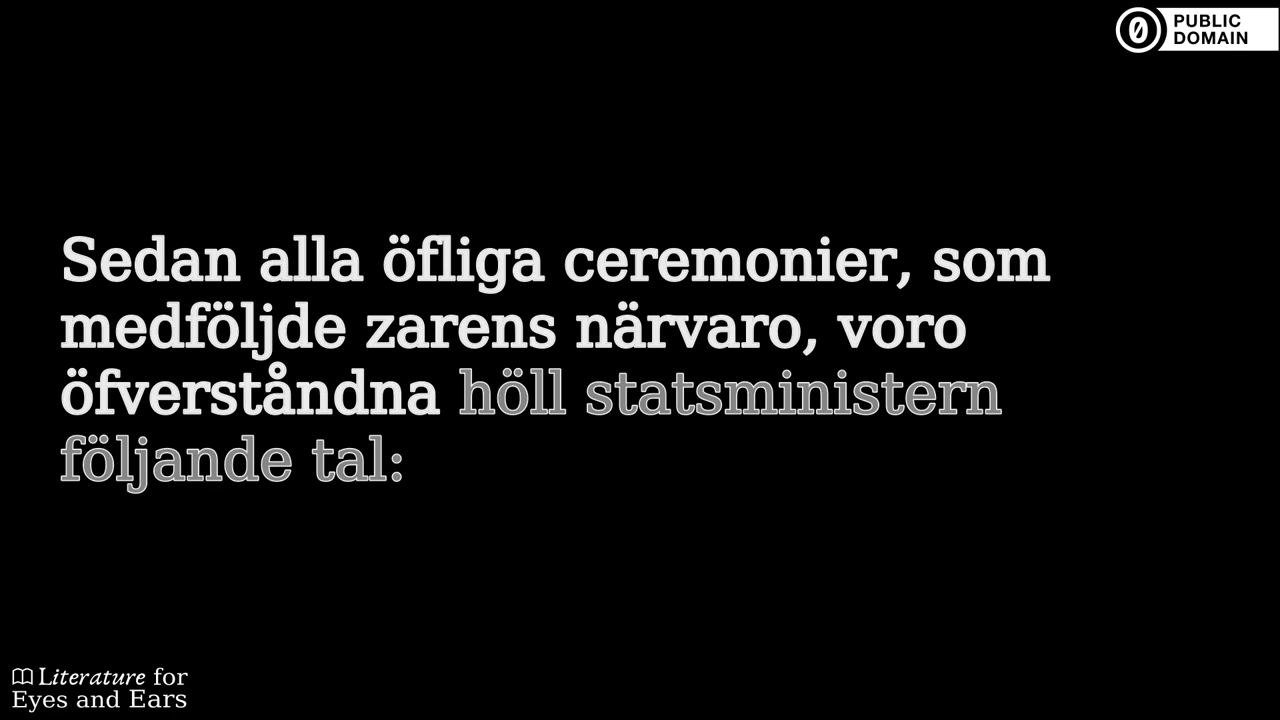 PUBLIC
DOMAIN
Sedan alla öfliga ceremonier, som
medföljde zarens närvaro, voro
öfverståndna höll statsministern
följande tal:
Literature for
Eyes and Ears